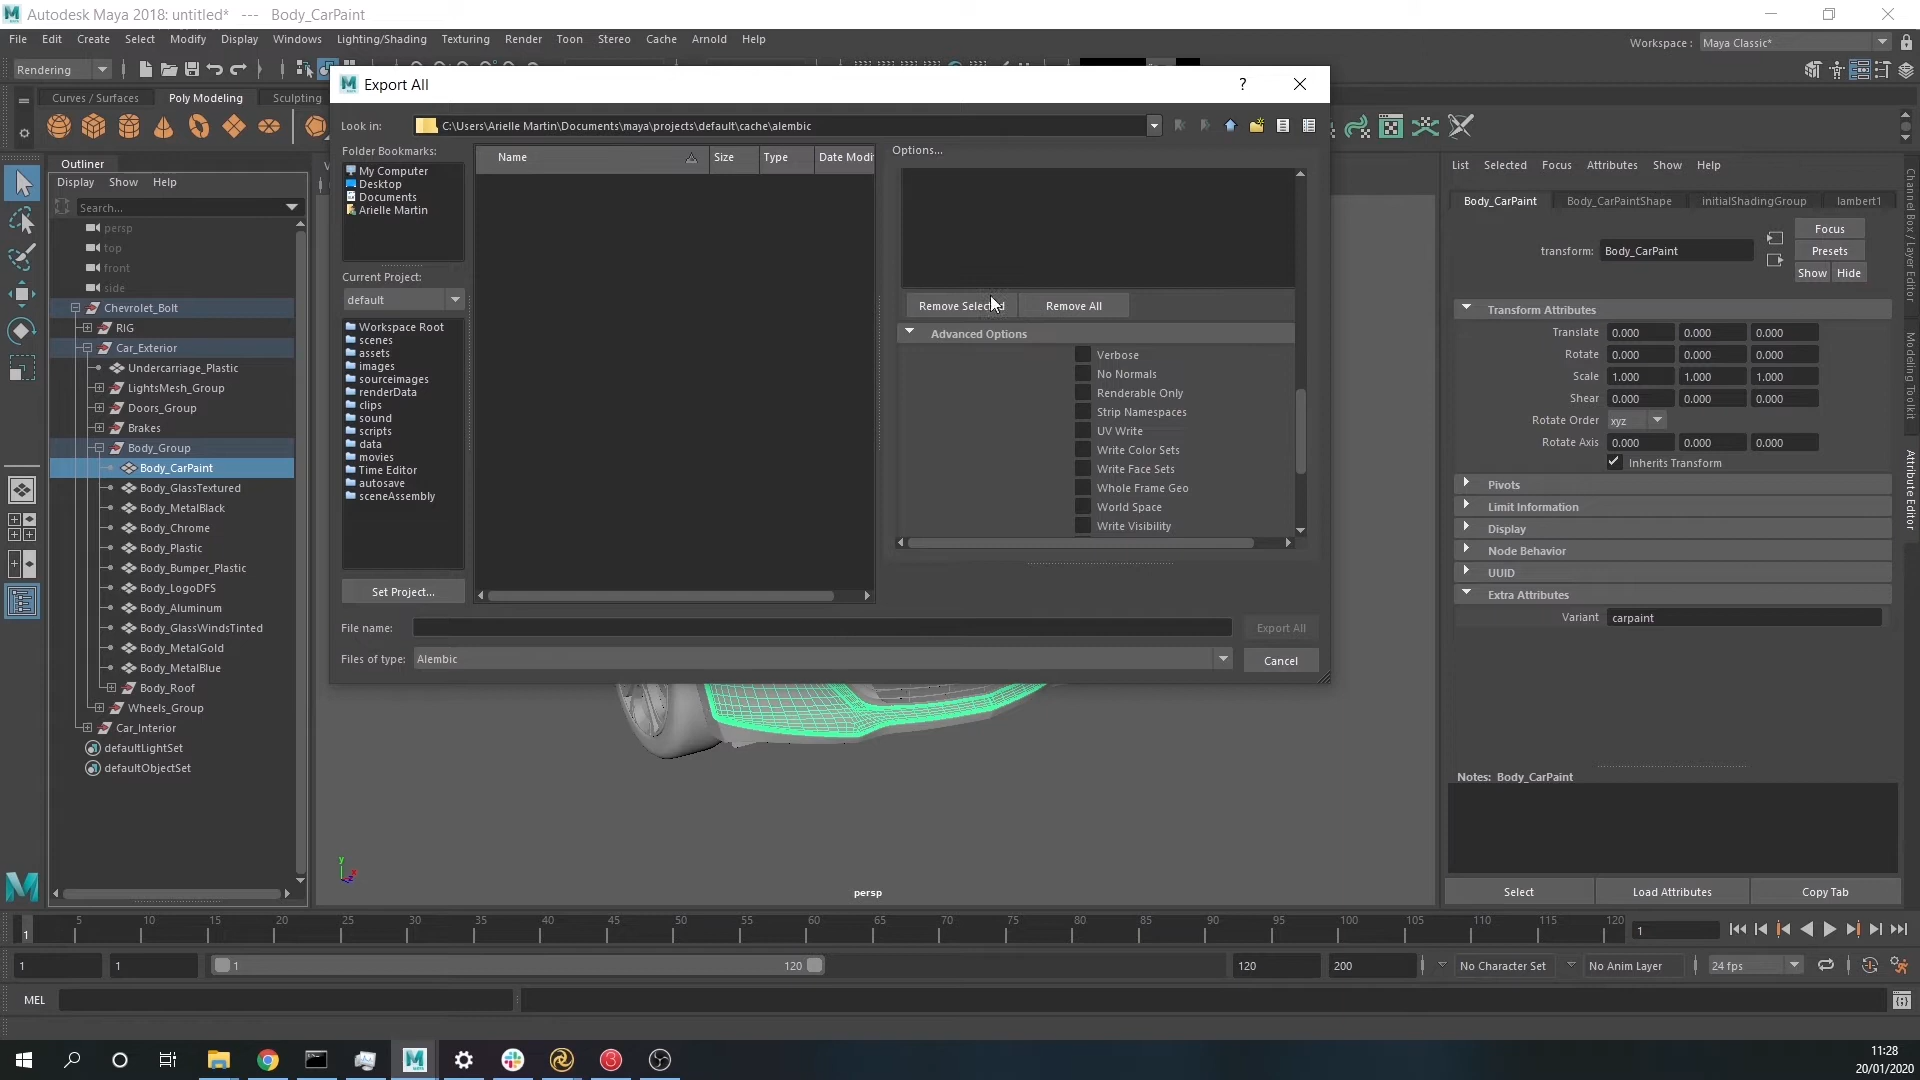 Autodesk Maya 2018: untitled* --- Body_CarPaint
File Edit Create Select Modify Display Windows Lighting/Shading Texturing Render Toon Stereo Cache Arnold Help
Workspace : Maya Classic*
Rendering
Curves / Surfaces Poly Modeling Sculpting
Export All
?
Look in: C:\Users\Arielle Martin\Documents\maya\projects\default\cache\alembic
Folder Bookmarks:
My Computer
Desktop
Documents
Arielle Martin
Current Project:
default
Workspace Root
scenes
assets
images
sourceimages
renderData
clips
sound
scripts
data
movies
Time Editor
autosave
sceneAssembly
Set Project...
Name Size Type Date Modi
Options...
Remove Selected Remove All
Advanced Options
Verbose
No Normals
Renderable Only
Strip Namespaces
UV Write
Write Color Sets
Write Face Sets
Whole Frame Geo
World Space
Write Visibility
File name: Export All
Files of type: Alembic Cancel
Outliner
Display Show Help
Search...
persp
top
front
side
Chevrolet_Bolt
RIG
Car_Exterior
Undercarriage_Plastic
LightsMesh_Group
Doors_Group
Brakes
Body_Group
Body_CarPaint
Body_GlassTextured
Body_MetalBlack
Body_Chrome
Body_Plastic
Body_Bumper_Plastic
Body_LogoDFS
Body_Aluminum
Body_GlassWindsTinted
Body_MetalGold
Body_MetalBlue
Body_Roof
Wheels_Group
Car_Interior
defaultLightSet
defaultObjectSet
y
persp
List Selected Focus Attributes Show Help
Body_CarPaint Body_CarPaintShape initialShadingGroup lambert1
transform: Body_CarPaint
Focus
Presets
Show Hide
Transform Attributes
Translate 0.000 0.000 0.000
Rotate 0.000 0.000 0.000
Scale 1.000 1.000 1.000
Shear 0.000 0.000 0.000
Rotate Order xyz
Rotate Axis 0.000 0.000 0.000
Inherits Transform
Pivots
Limit Information
Display
Node Behavior
UUID
Extra Attributes
Variant carpaint
Notes: Body_CarPaint
Select Load Attributes Copy Tab
Channel Box / Layer Editor
Modeling Toolkit
Attribute Editor
5 10 15 20 25 30 35 40 45 50 55 60 65 70 75 80 85 90 95 100 105 110 115 120
1
1
1 1 1 120 120 200 No Character Set No Anim Layer 24 fps
MEL
11:28
20/01/2020